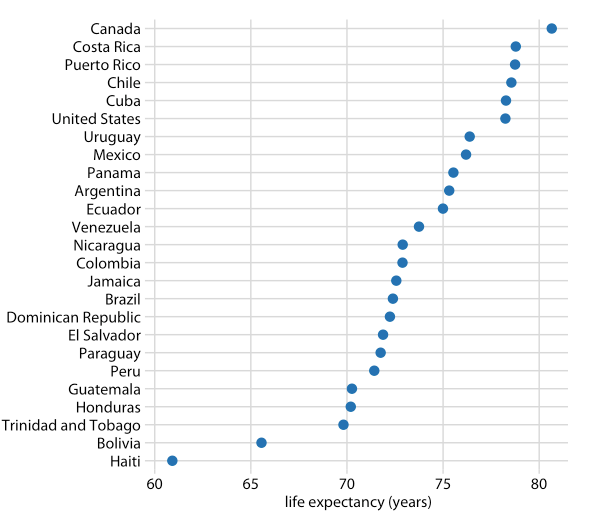 Canada
Costa Rica
Puerto Rico
Chile
Cuba
United States
Uruguay
Mexico
Panama
Argentina
Ecuador
Venezuela
Nicaragua
Colombia
Jamaica
Brazil
Dominican Republic
El Salvador
Paraguay
Peru
Guatemala
Honduras
Trinidad and Tobago
Bolivia
Haiti
60 65 70 75 80
life expectancy (years)